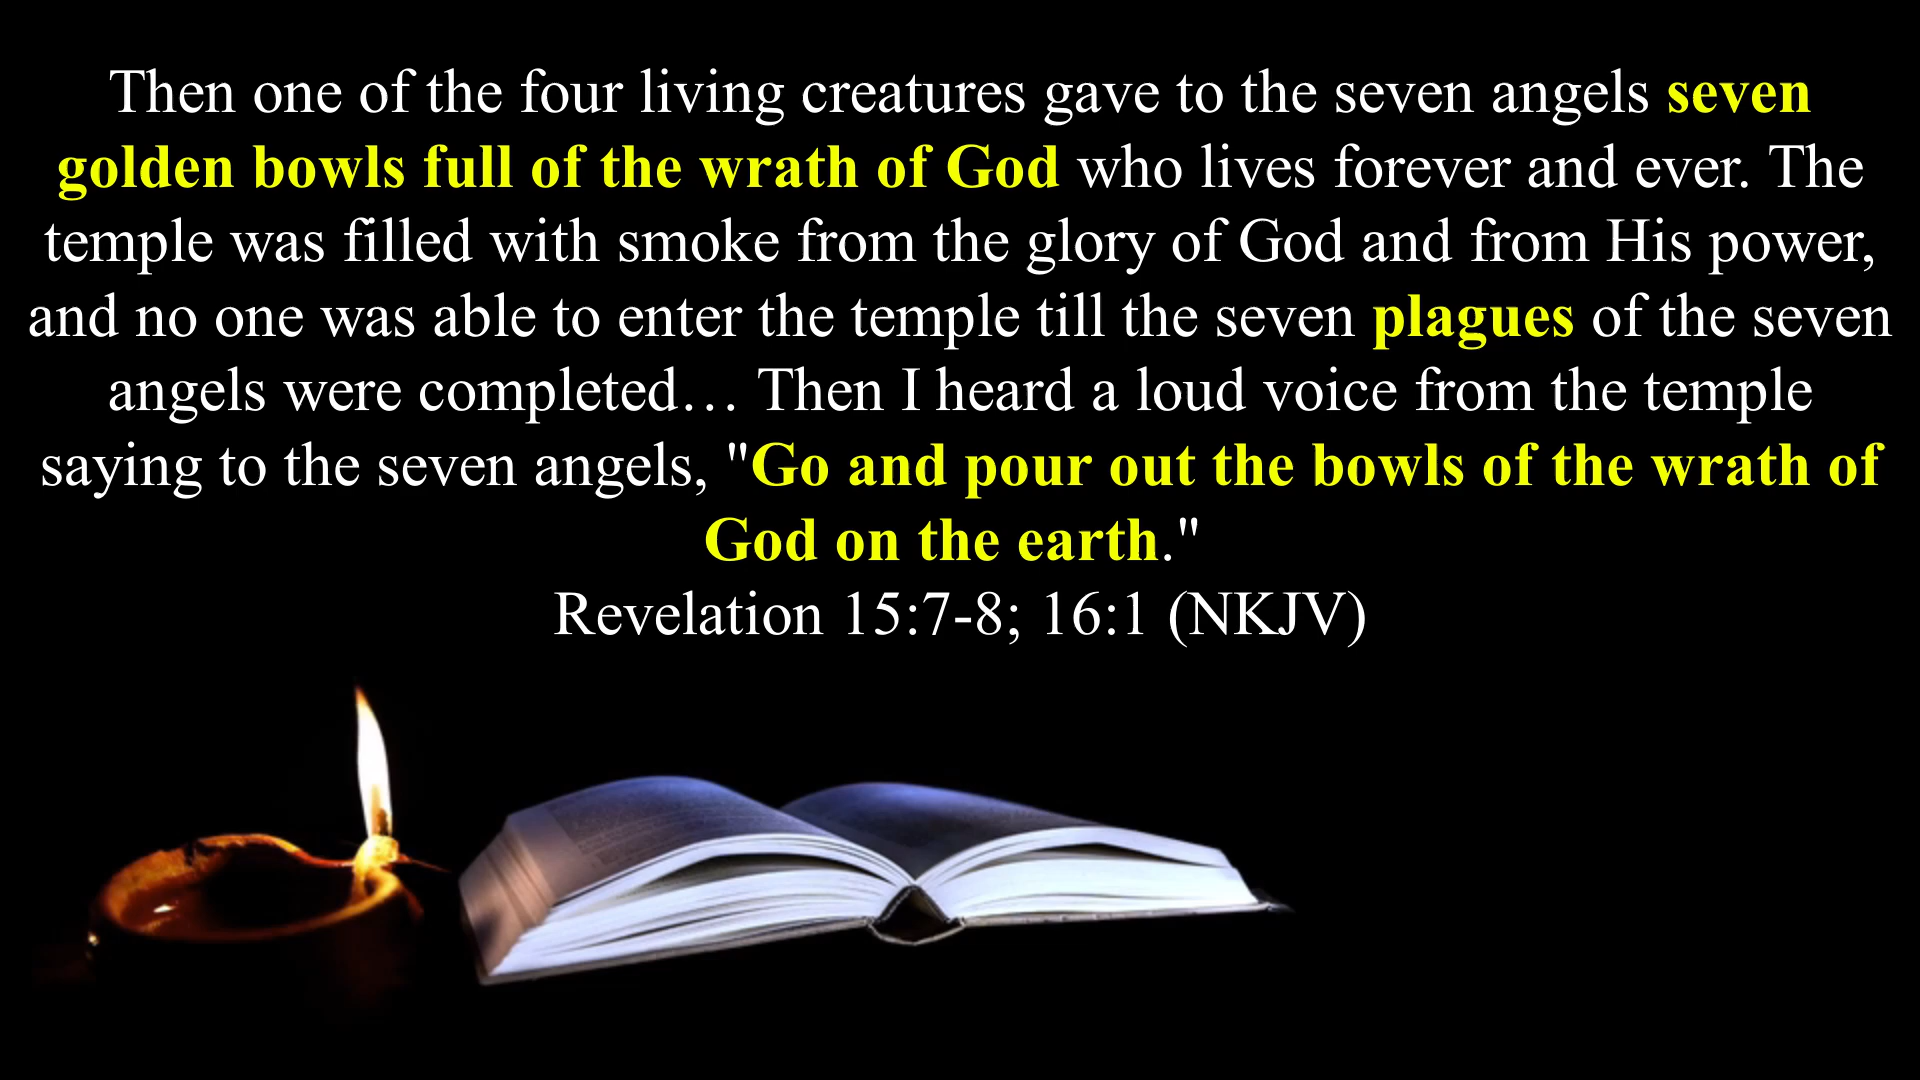 Then one of the four living creatures gave to the seven angels seven
golden bowls full of the wrath of God who lives forever and ever. The
temple was filled with smoke from the glory of God and from His power,
and no one was able to enter the temple till the seven plagues of the seven
angels were completed… Then I heard a loud voice from the temple
saying to the seven angels, "Go and pour out the bowls of the wrath of
God on the earth."
Revelation 15:7-8; 16:1 (NKJV)